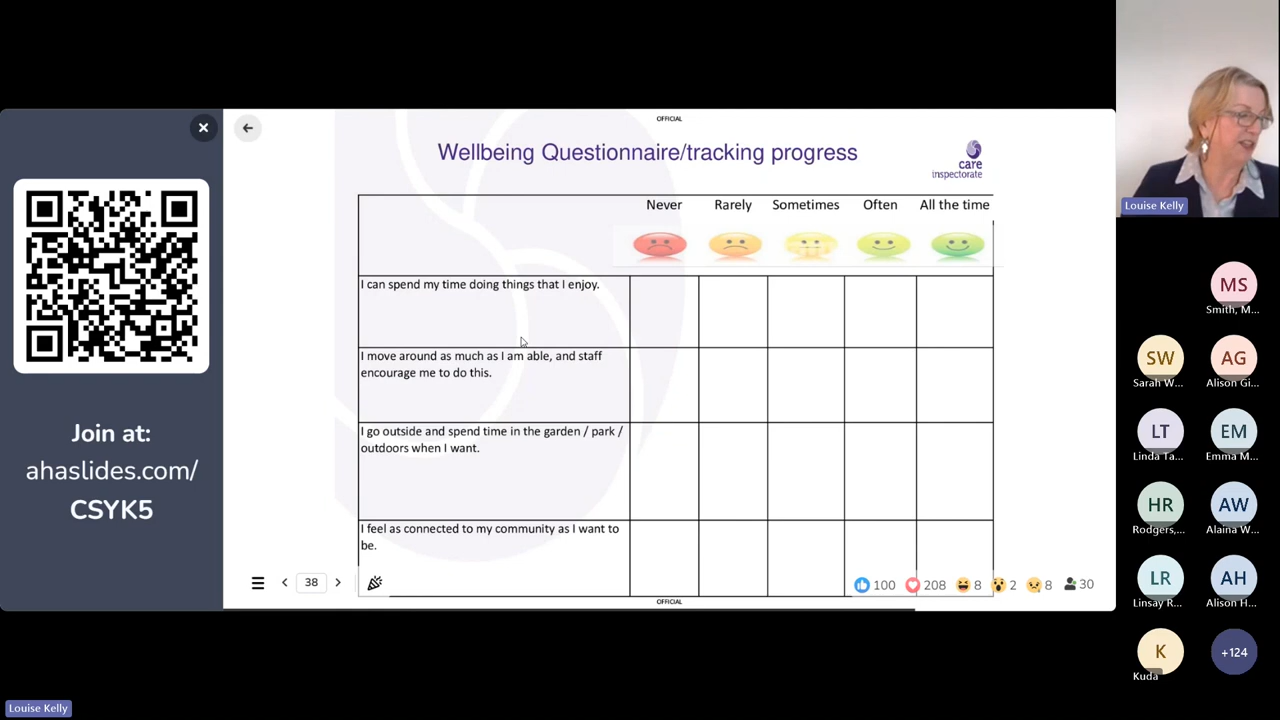 OFFICIAL
Wellbeing Questionnaire/tracking progress
care
inspectorate
Never Rarely Sometimes Often All the time
I can spend my time doing things that I enjoy.
I move around as much as I am able, and staff
encourage me to do this.
I go outside and spend time in the garden / park /
outdoors when I want.
I feel as connected to my community as I want to
be.
Join at:
ahaslides.com/
CSYK5
38
100 208 8 2 8 30
OFFICIAL
Louise Kelly
MS
Smith, M...
SW AG
Sarah W... Alison Gi...
LT EM
Linda Ta... Emma M...
HR AW
Rodgers,... Alaina W...
LR AH
Linsay R... Alison H...
K +124
Kuda
Louise Kelly